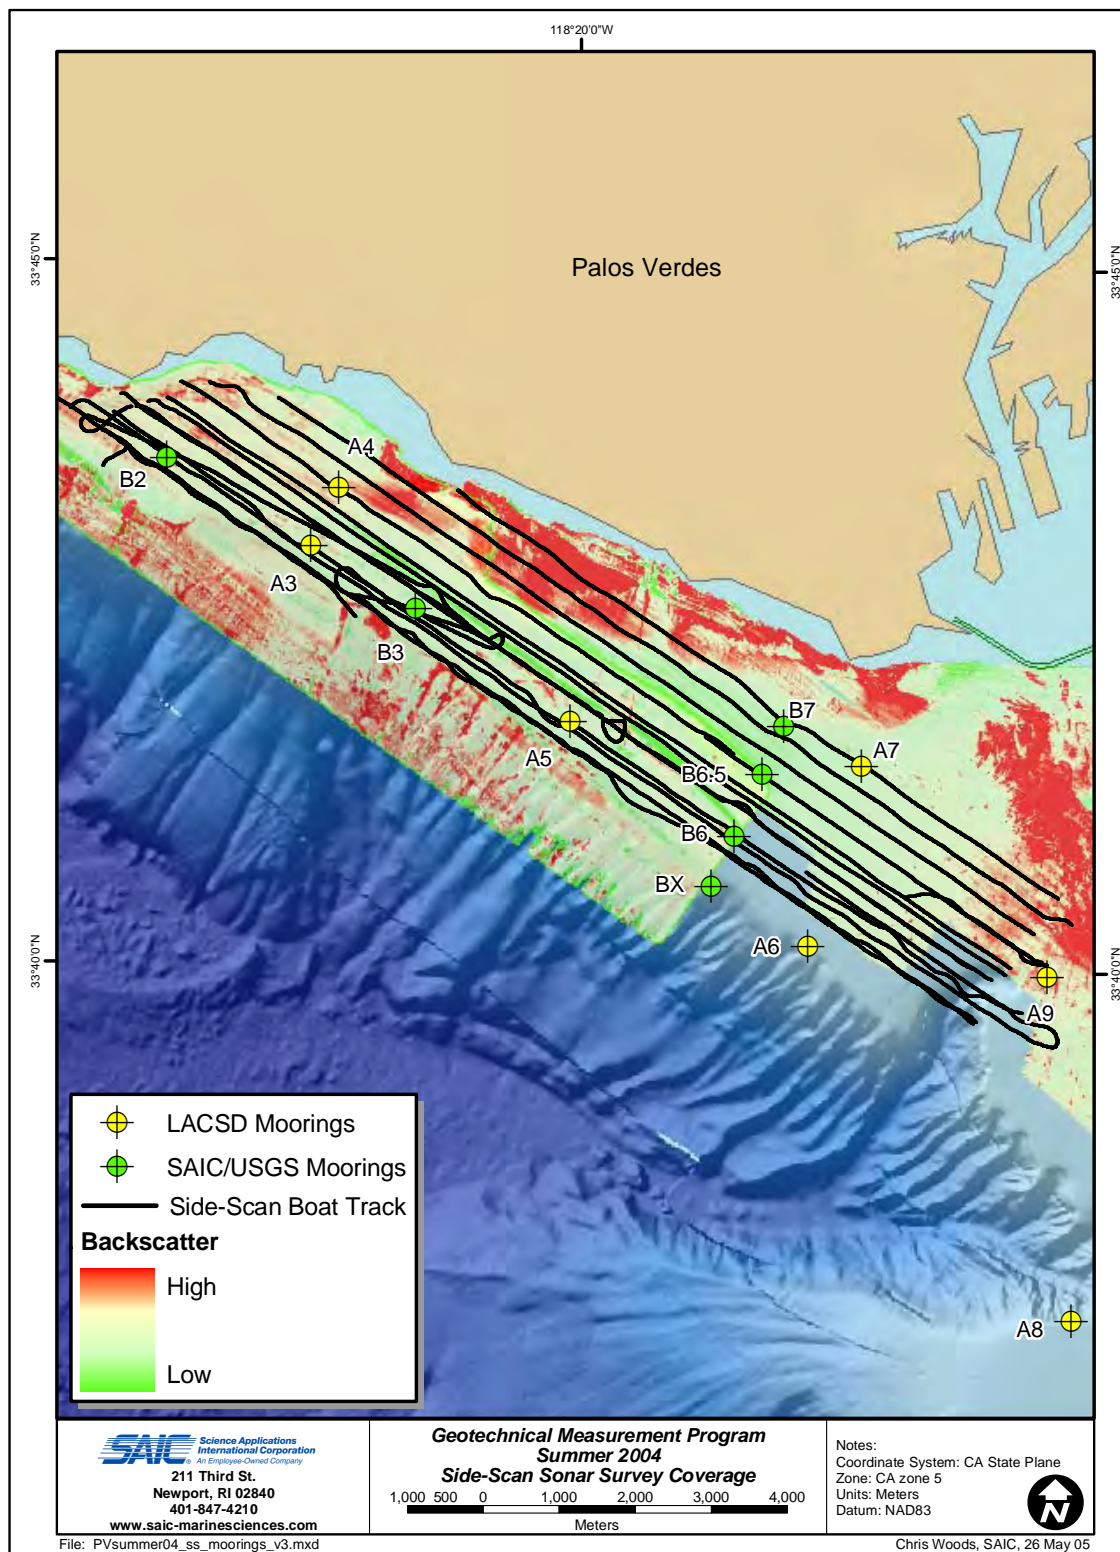 118°20'0"W
33°45'0"N
33°45'0"N
Palos Verdes
A4
B2
A3
B3
B7
A5
A7
B6.5
B6
BX
A6
33°40'0"N
33°40'0"N
A9
A8
LACSD Moorings
SAIC/USGS Moorings
Side-Scan Boat Track
Backscatter
High
Low
SAIC Science Applications
International Corporation
An Employee-Owned Company
211 Third St.
Newport, RI 02840
401-847-4210
www.saic-marinesciences.com
Geotechnical Measurement Program
Summer 2004
Side-Scan Sonar Survey Coverage
1,000 500 0 1,000 2,000 3,000 4,000
Meters
Notes:
Coordinate System: CA State Plane
Zone: CA zone 5
Units: Meters
Datum: NAD83
N
File: PVsummer04_ss_moorings_v3.mxd
Chris Woods, SAIC, 26 May 05